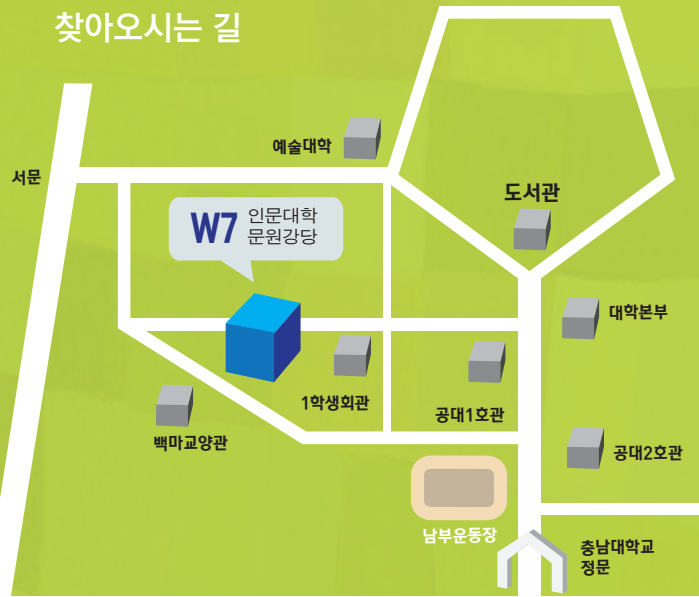 찾아오시는 길
예술대학
서문
도서관
W7 인문대학
문원강당
대학본부
1학생회관
공대1호관
백마교양관
공대2호관
남부운동장
충남대학교
정문